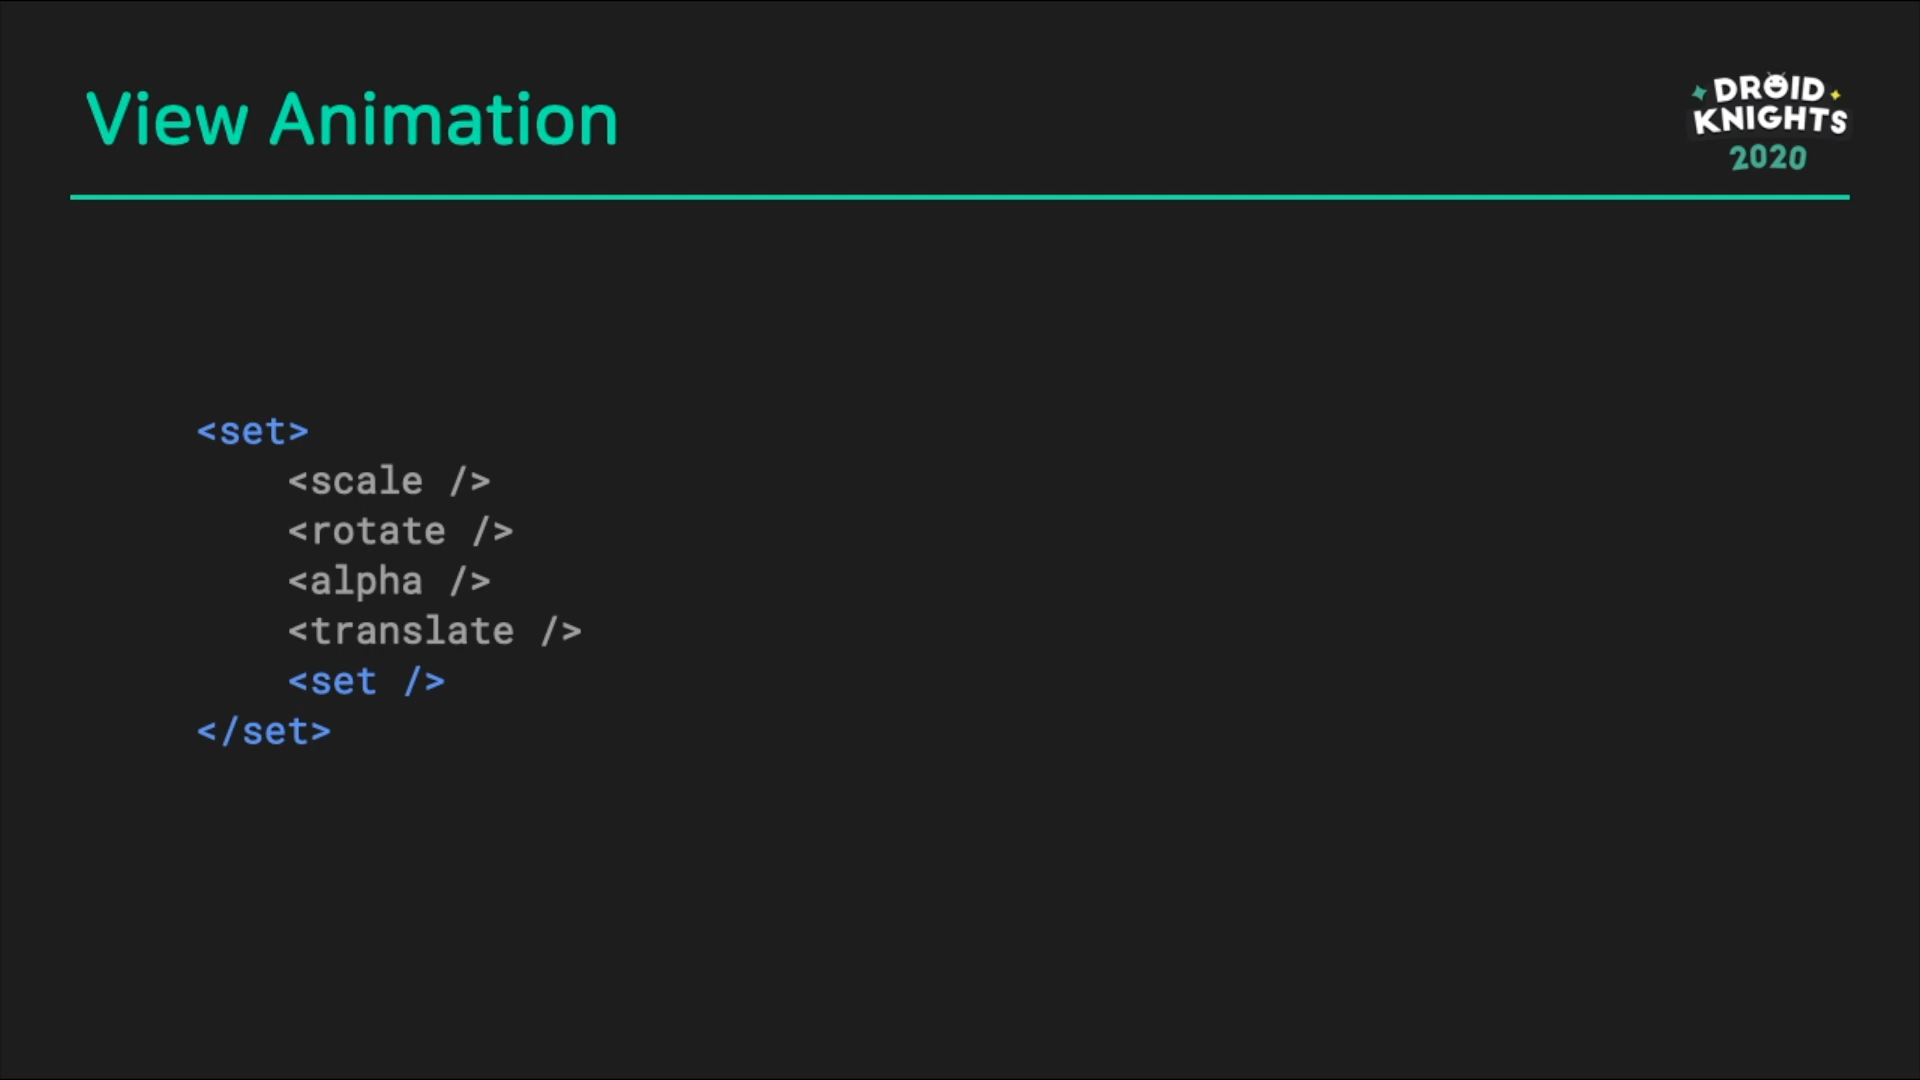 View Animation
DROID
KNIGHTS
2020
<set>
    <scale />
    <rotate />
    <alpha />
    <translate />
    <set />
</set>